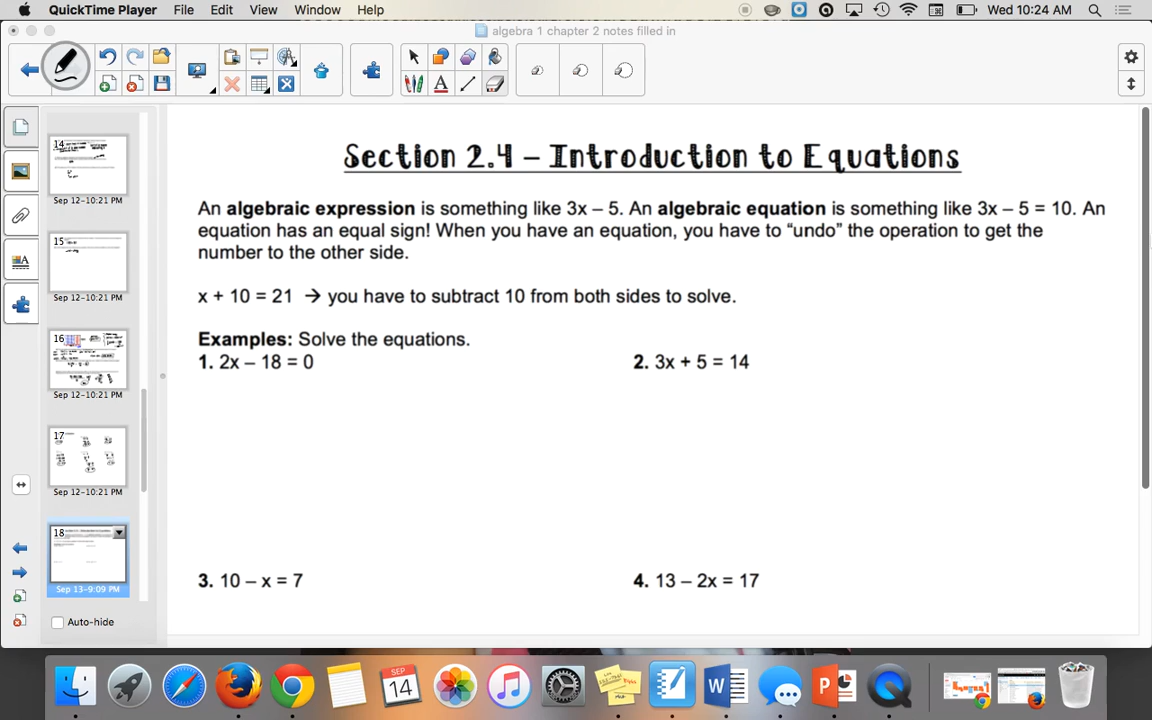 QuickTime Player File Edit View Window Help Wed 10:24 AM
algebra 1 chapter 2 notes filled in
14
Sep 12-10:21 PM
15
Sep 12-10:21 PM
16
Sep 12-10:21 PM
17
Sep 12-10:21 PM
18
Sep 13-9:09 PM
Auto-hide
Section 2.4 – Introduction to Equations
An algebraic expression is something like 3x – 5. An algebraic equation is something like 3x – 5 = 10. An
equation has an equal sign! When you have an equation, you have to “undo” the operation to get the
number to the other side.
x + 10 = 21 → you have to subtract 10 from both sides to solve.
Examples: Solve the equations.
1. 2x – 18 = 0 2. 3x + 5 = 14
3. 10 – x = 7 4. 13 – 2x = 17
SEP
14